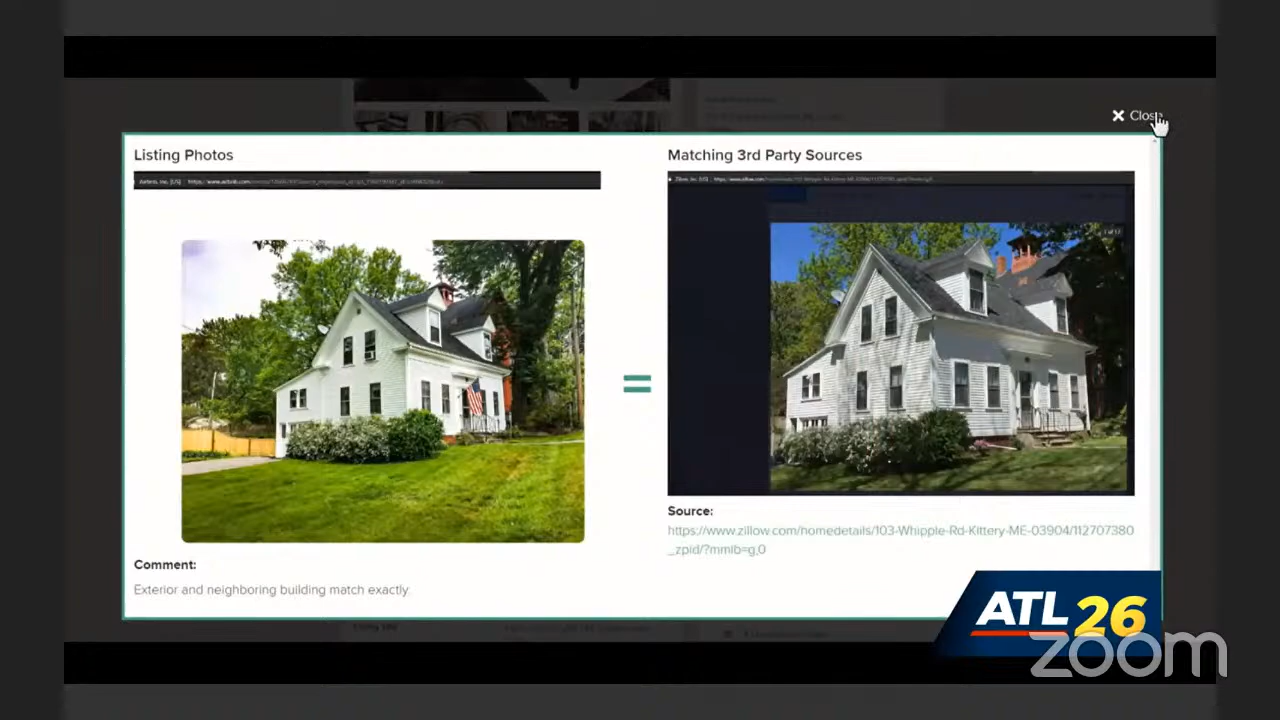 Close
Listing Photos
Matching 3rd Party Sources
Source:
https://www.zillow.com/homedetails/103-Whipple-Rd-Kittery-ME-03904/112707380
_zpid/?mmlb=g,0
Comment:
Exterior and neighboring building match exactly.
ATL 26
zoom